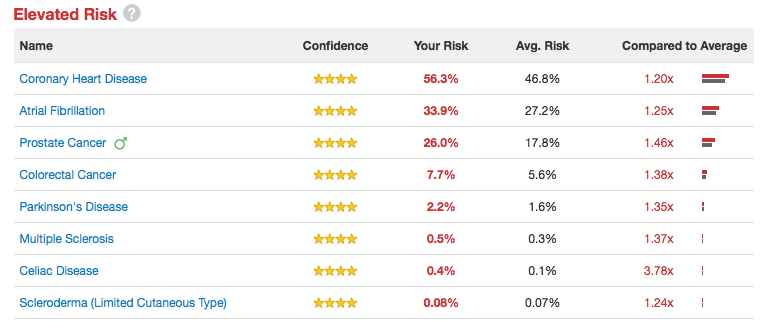 Elevated Risk ?
Name Confidence Your Risk Avg. Risk Compared to Average
Coronary Heart Disease 56.3% 46.8% 1.20x
Atrial Fibrillation 33.9% 27.2% 1.25x
Prostate Cancer 26.0% 17.8% 1.46x
Colorectal Cancer 7.7% 5.6% 1.38x
Parkinson's Disease 2.2% 1.6% 1.35x
Multiple Sclerosis 0.5% 0.3% 1.37x
Celiac Disease 0.4% 0.1% 3.78x
Scleroderma (Limited Cutaneous Type) 0.08% 0.07% 1.24x